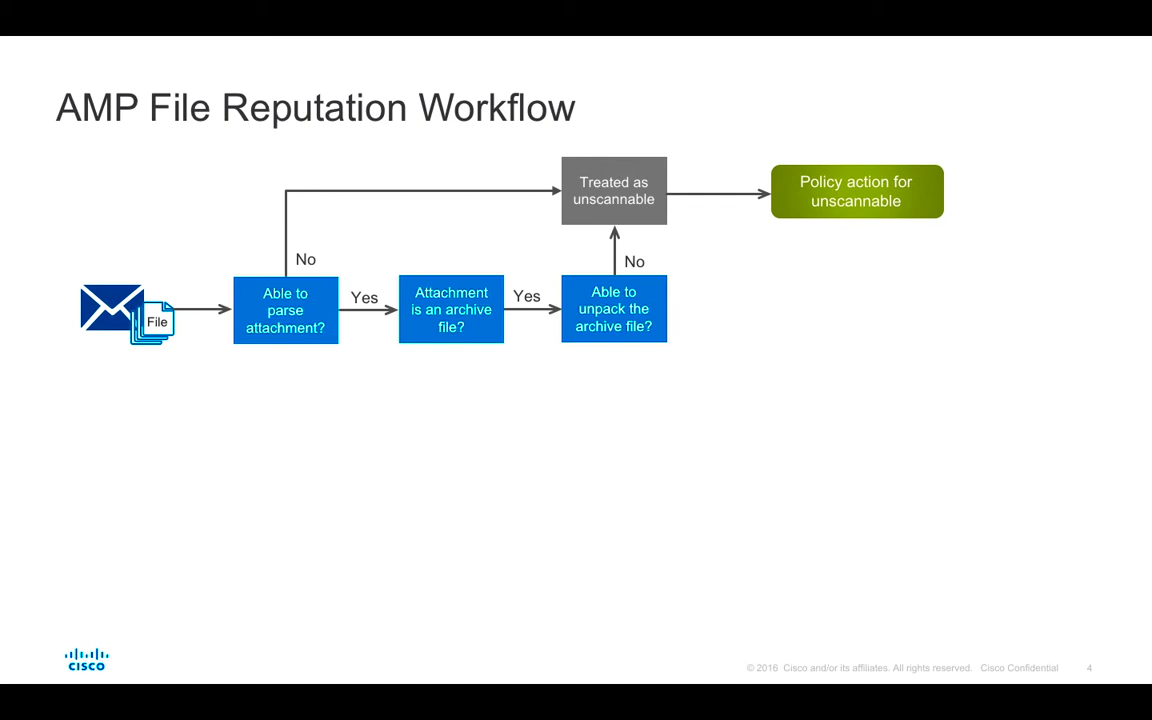 AMP File Reputation Workflow
Treated as
unscannable
Policy action for
unscannable
No
No
File
Able to
parse
attachment?
Yes
Attachment
is an archive
file?
Yes
Able to
unpack the
archive file?
CISCO
© 2016 Cisco and/or its affiliates. All rights reserved. Cisco Confidential
4